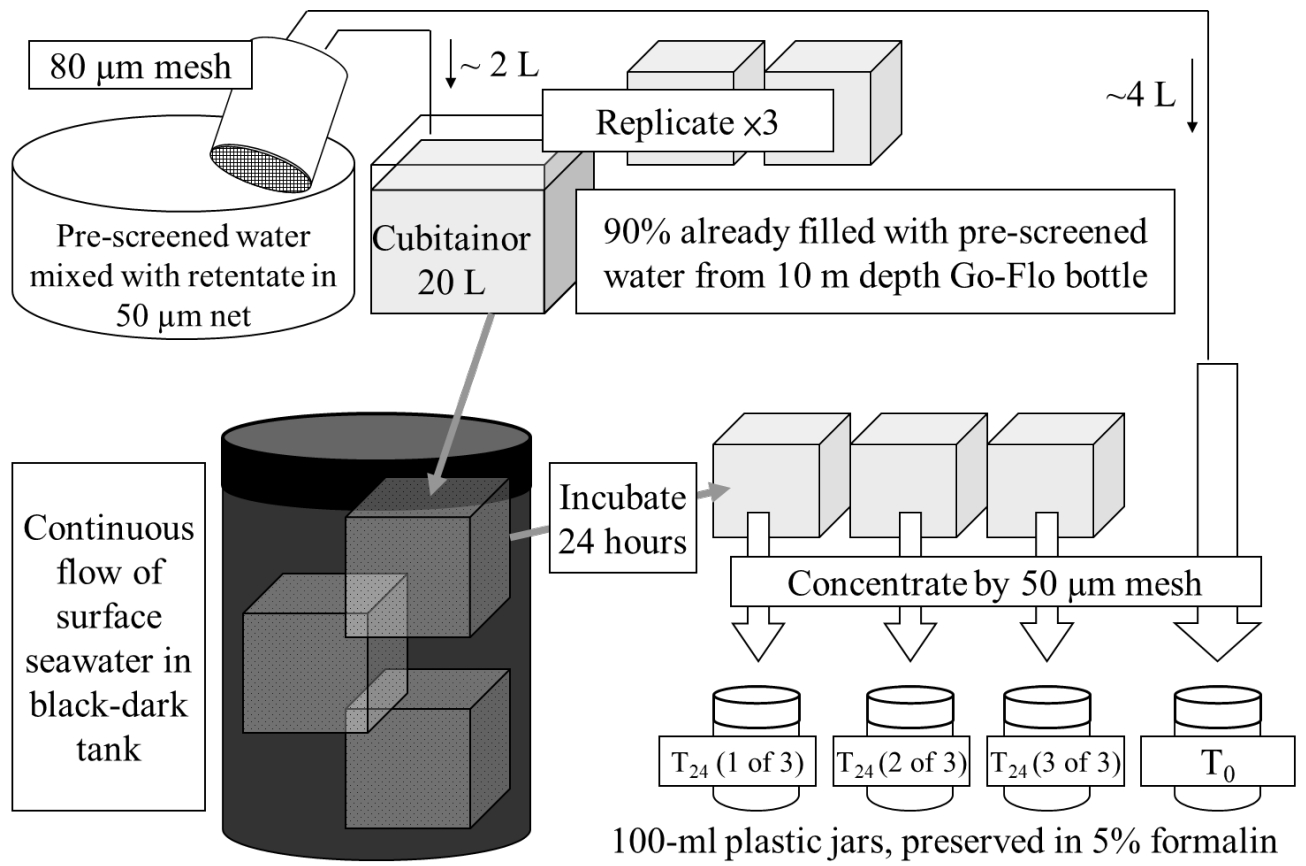 80 µm mesh
~ 2 L
Replicate ×3
~4 L
Pre-screened water
mixed with retentate in
50 µm net
Cubitainor
20 L
90% already filled with pre-screened
water from 10 m depth Go-Flo bottle
Continuous
flow of
surface
seawater in
black-dark
tank
Incubate
24 hours
Concentrate by 50 µm mesh
T₂₄ (1 of 3)
T₂₄ (2 of 3)
T₂₄ (3 of 3)
T₀
100-ml plastic jars, preserved in 5% formalin